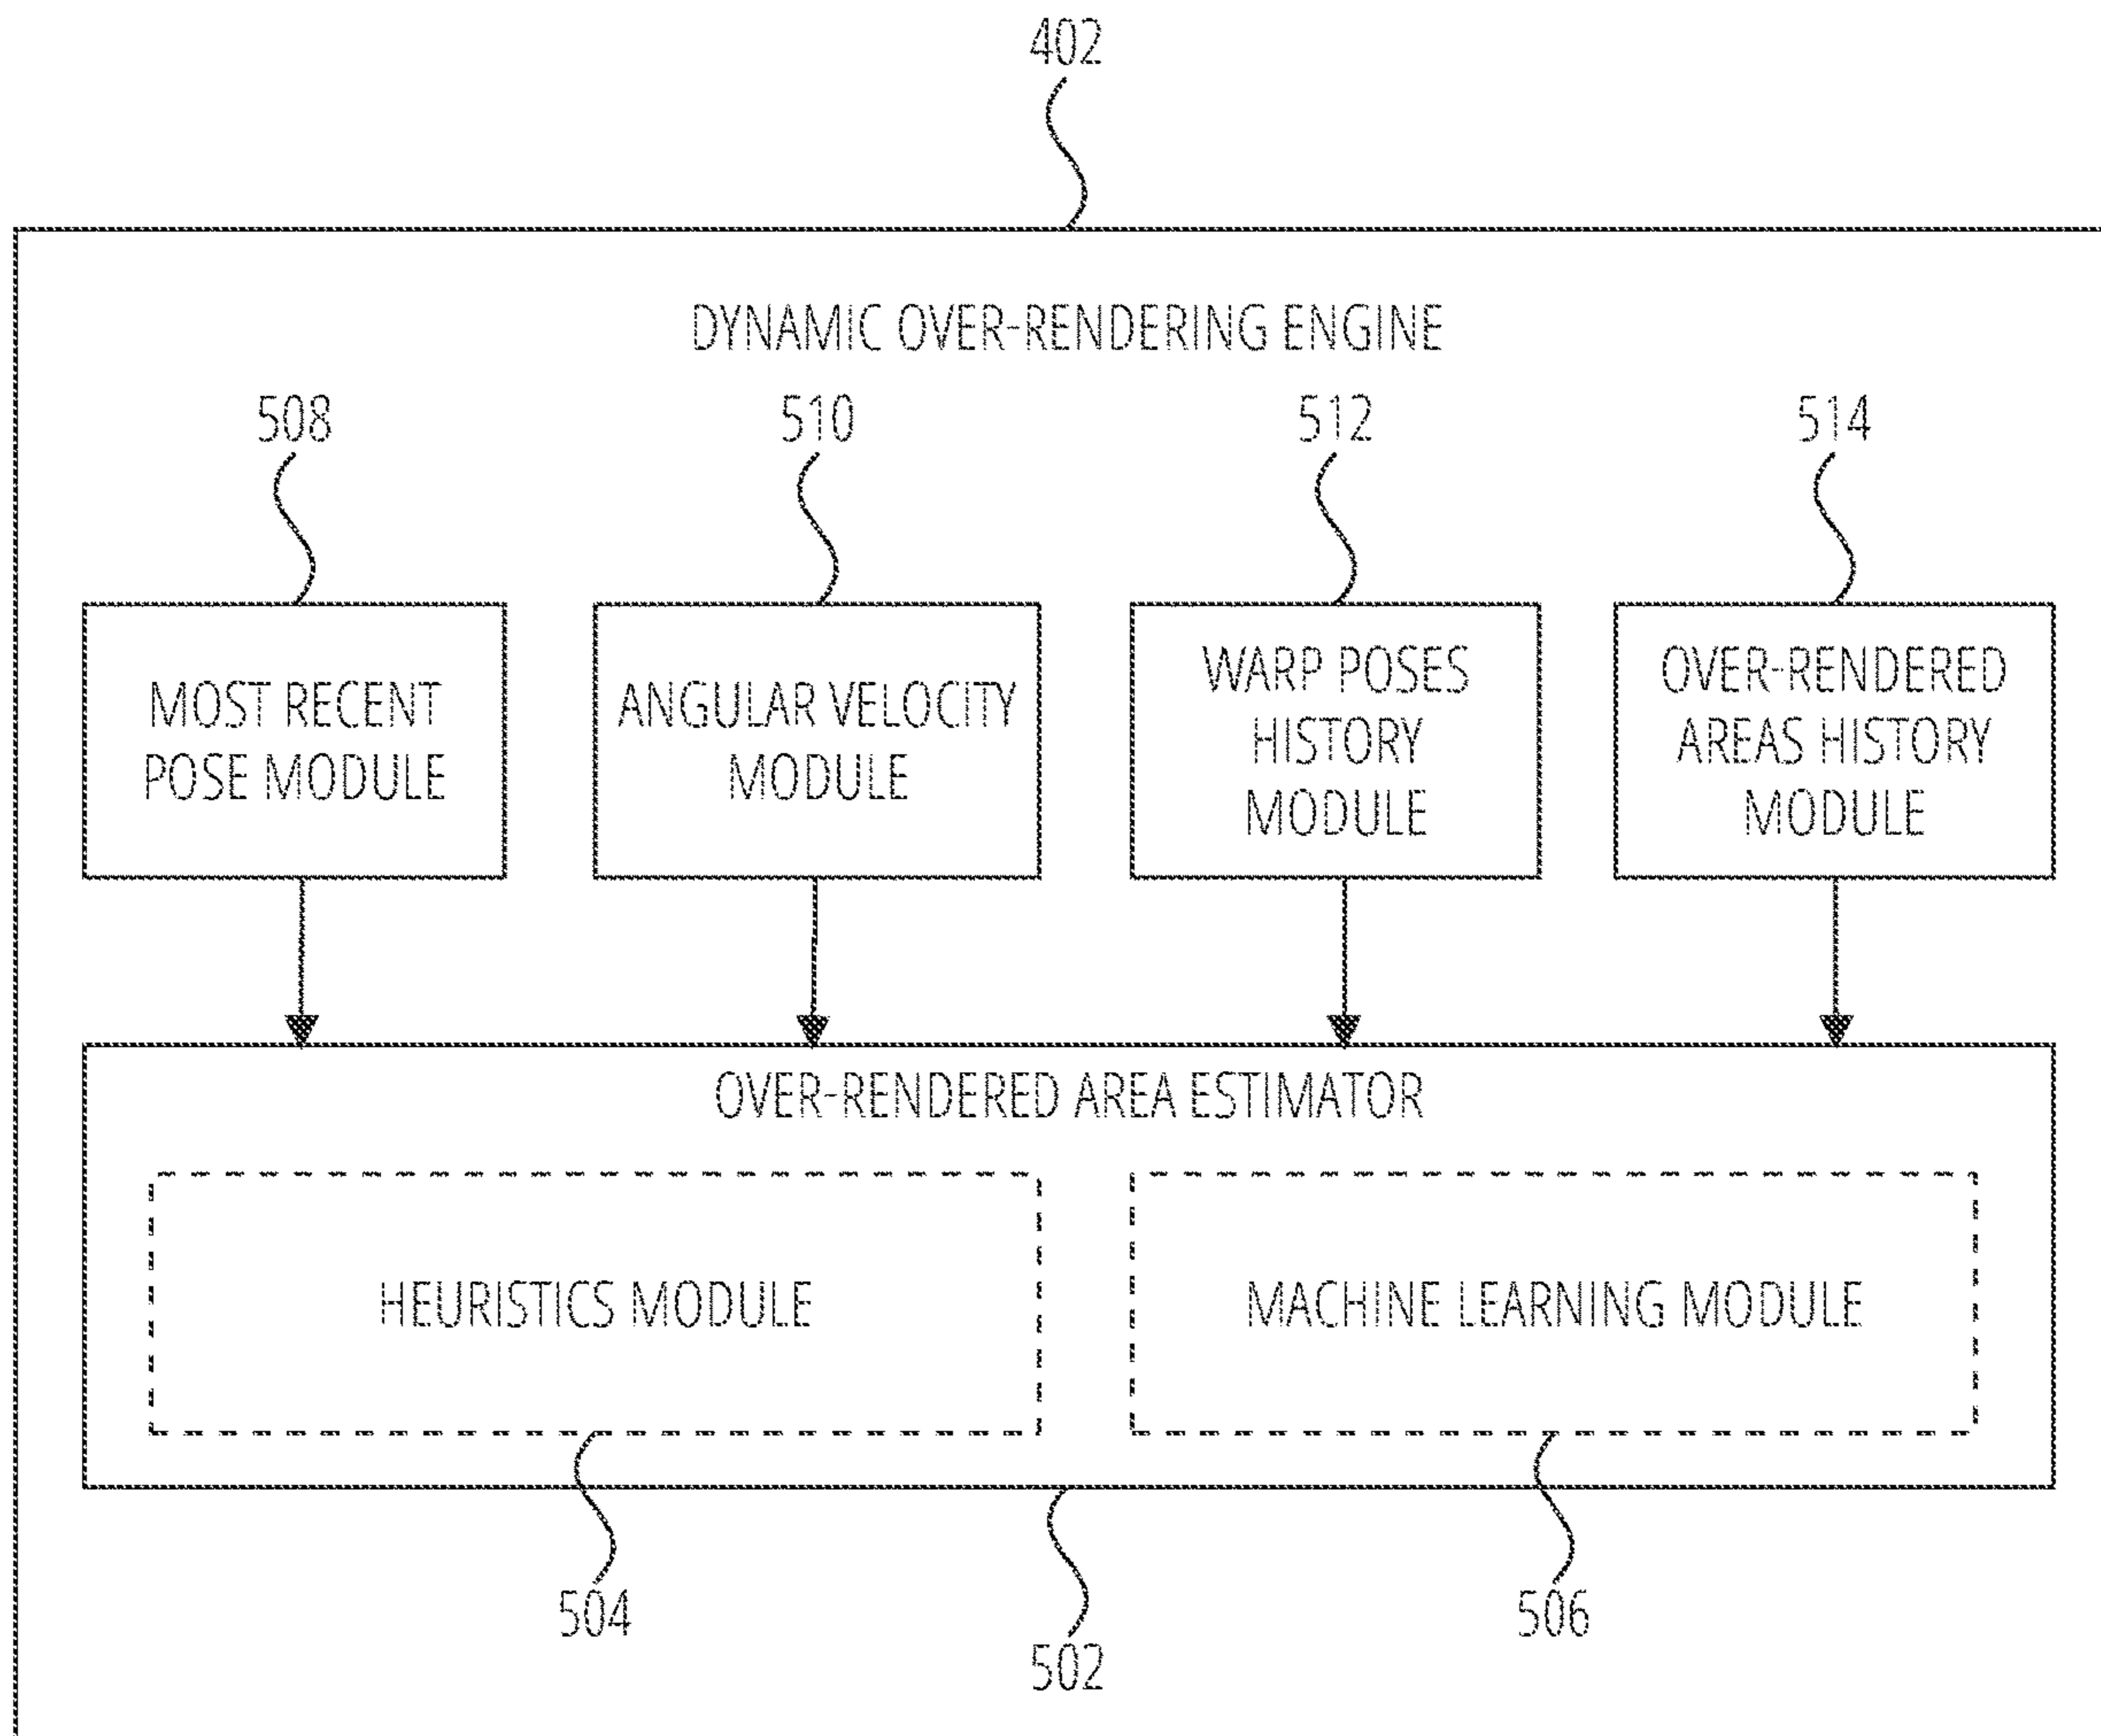 402
DYNAMIC OVER-RENDERING ENGINE
508
510
512
514
MOST RECENT
POSE MODULE
ANGULAR VELOCITY
MODULE
WARP POSES
HISTORY
MODULE
OVER-RENDERED
AREAS HISTORY
MODULE
OVER-RENDERED AREA ESTIMATOR
HEURISTICS MODULE
MACHINE LEARNING MODULE
504
502
506